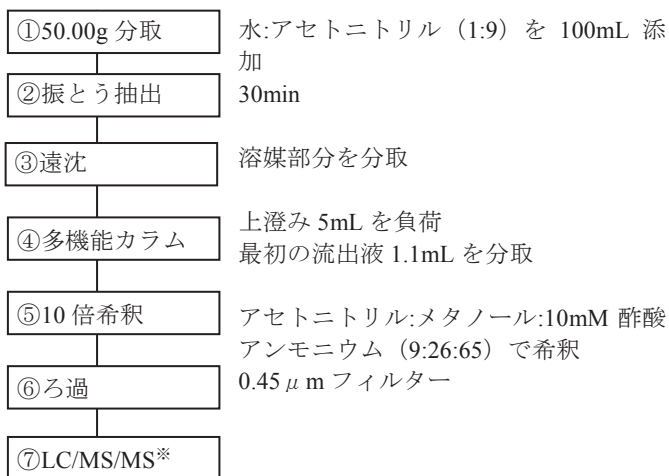 ①50.00g 分取
水:アセトニトリル（1:9）を 100mL 添
加
②振とう抽出
30min
③遠沈
溶媒部分を分取
④多機能カラム
上澄み 5mL を負荷
最初の流出液 1.1mL を分取
⑤10 倍希釈
アセトニトリル:メタノール:10mM 酢酸
アンモニウム（9:26:65）で希釈
⑥ろ過
0.45μm フィルター
⑦LC/MS/MS※